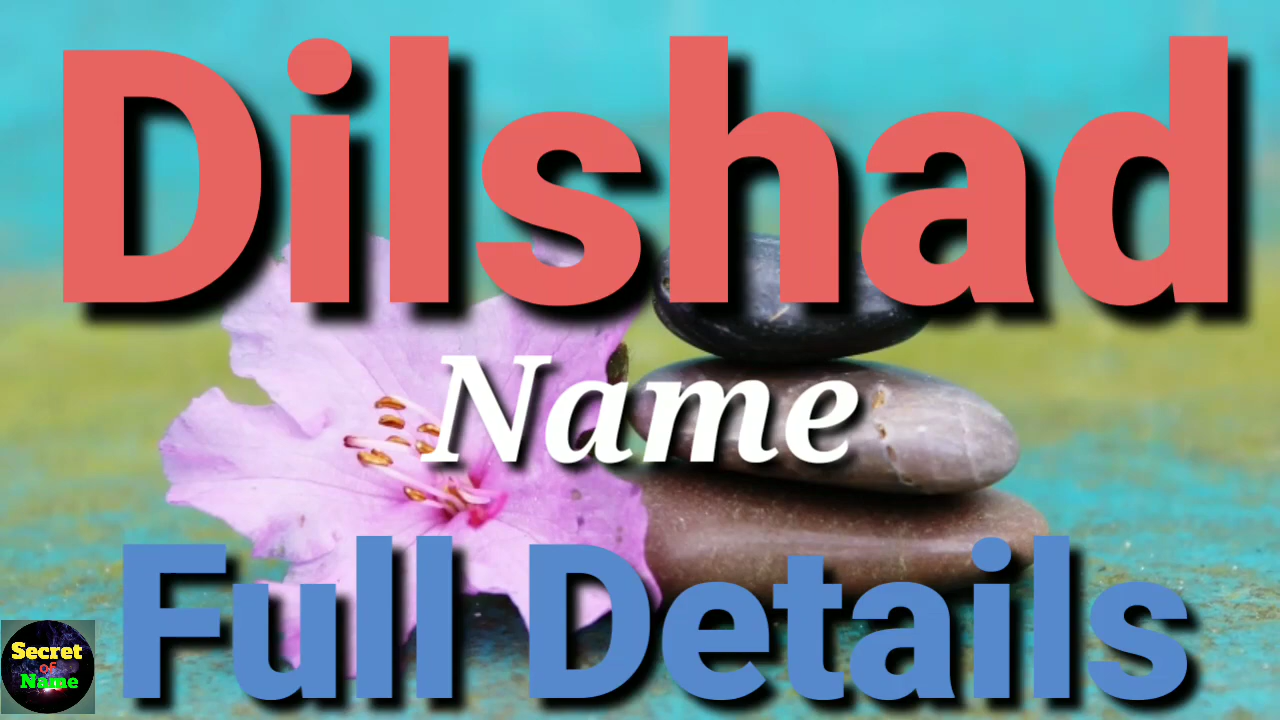 Dilshad
Name
Full Details
Secret
of
Name